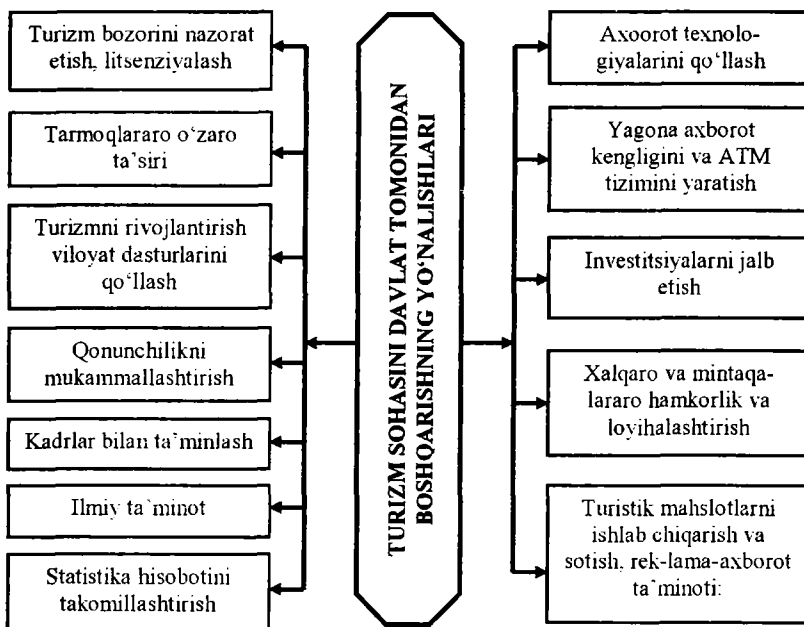 Turizm bozorini nazorat
etish, litsenziyalash
Tarmoqlararo o‘zaro
ta`siri
Turizmni rivojlantirish
viloyat dasturlarini
qo‘llash
Qonunchilikni
mukammallashtirish
Kadrlar bilan ta`minlash
Ilmiy ta`minot
Statistika hisobotini
takomillashtirish
TURIZM SOHASINI DAVLAT TOMONIDAN
BOSHQARISHNING YO‘NALISHLARI
Axoorot texnolo-
giyalarini qo‘llash
Yagona axborot
kengligini va ATM
tizimini yaratish
Investitsiyalarni jalb
etish
Xalqaro va mintaqa-
lararo hamkorlik va
loyihalashtirish
Turistik mahslotlarni
ishlab chiqarish va
sotish, rek-lama-axborot
ta`minoti: